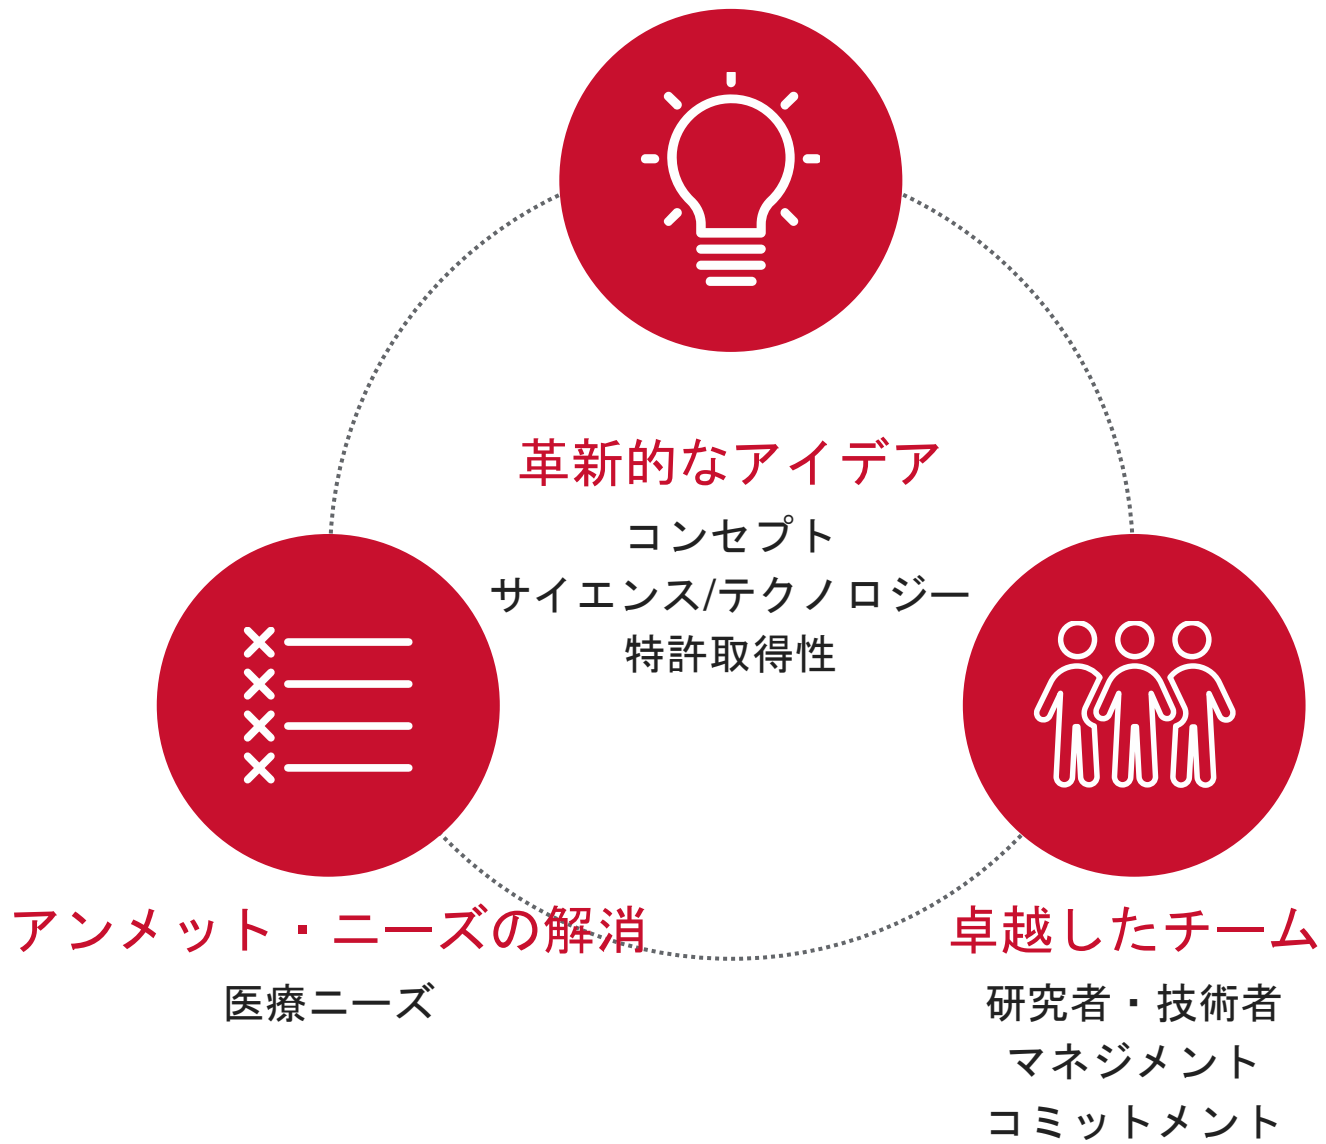 革新的なアイデア
コンセプト
サイエンス/テクノロジー
特許取得性
アンメット・ニーズの解消
医療ニーズ
卓越したチーム
研究者・技術者
マネジメント
コミットメント